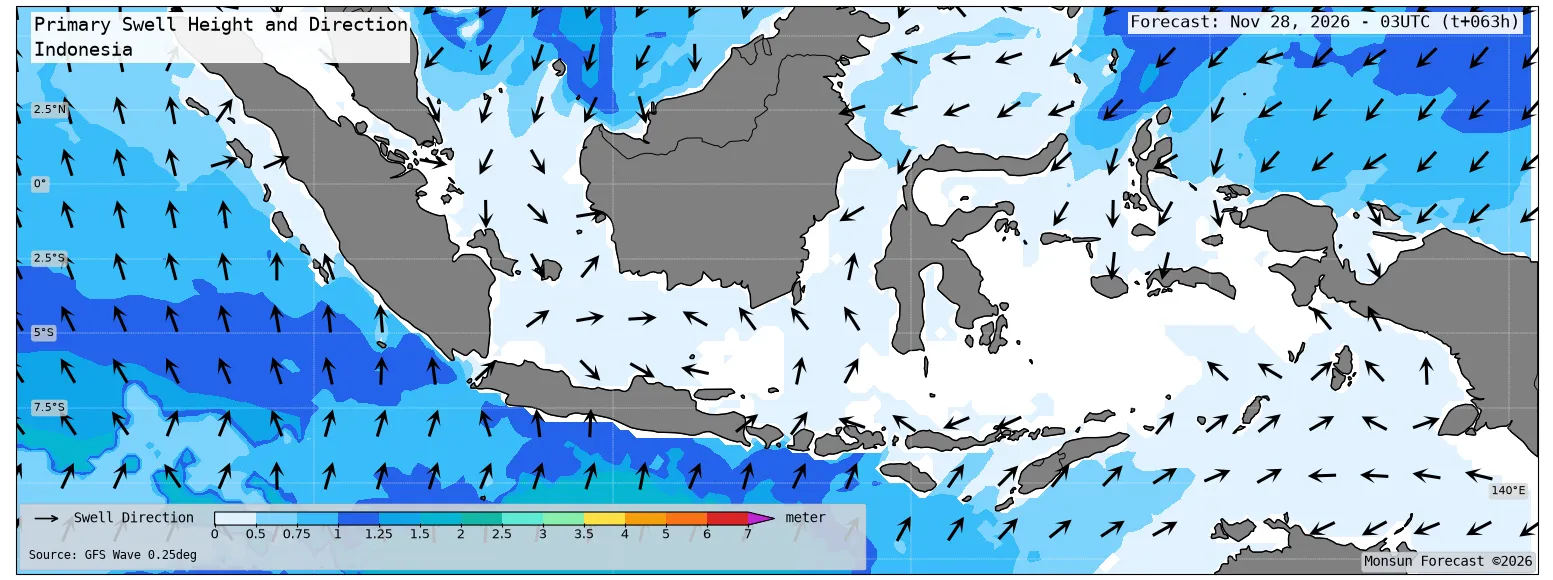 Primary Swell Height and Direction
Indonesia
Forecast: Nov 28, 2026 - 03UTC (t+063h)
2.5°N
0°
2.5°S
5°S
7.5°S
140°E
Swell Direction
meter
0 0.5 0.75 1 1.25 1.5 2 2.5 3 3.5 4 5 6 7
Source: GFS Wave 0.25deg
Monsun Forecast ©2026